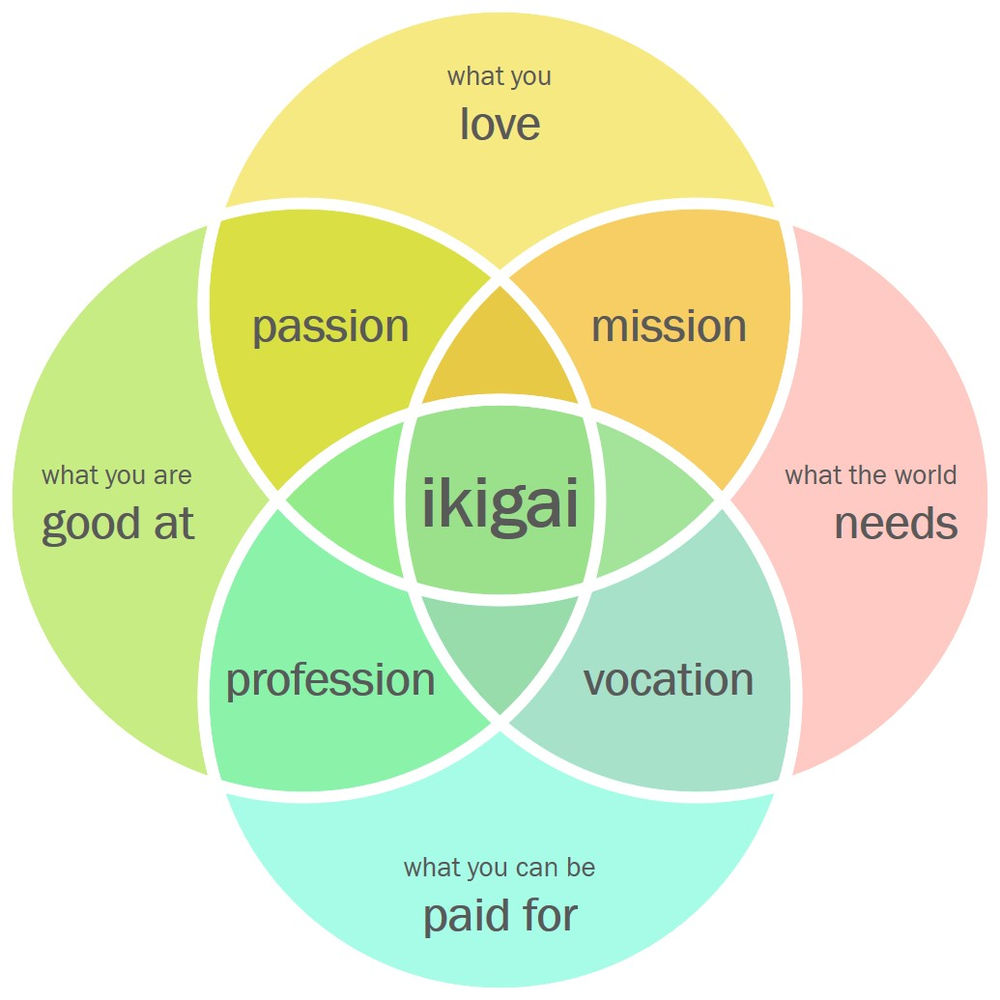 what you
love
passion
mission
what you are
good at
ikigai
what the world
needs
profession
vocation
what you can be
paid for